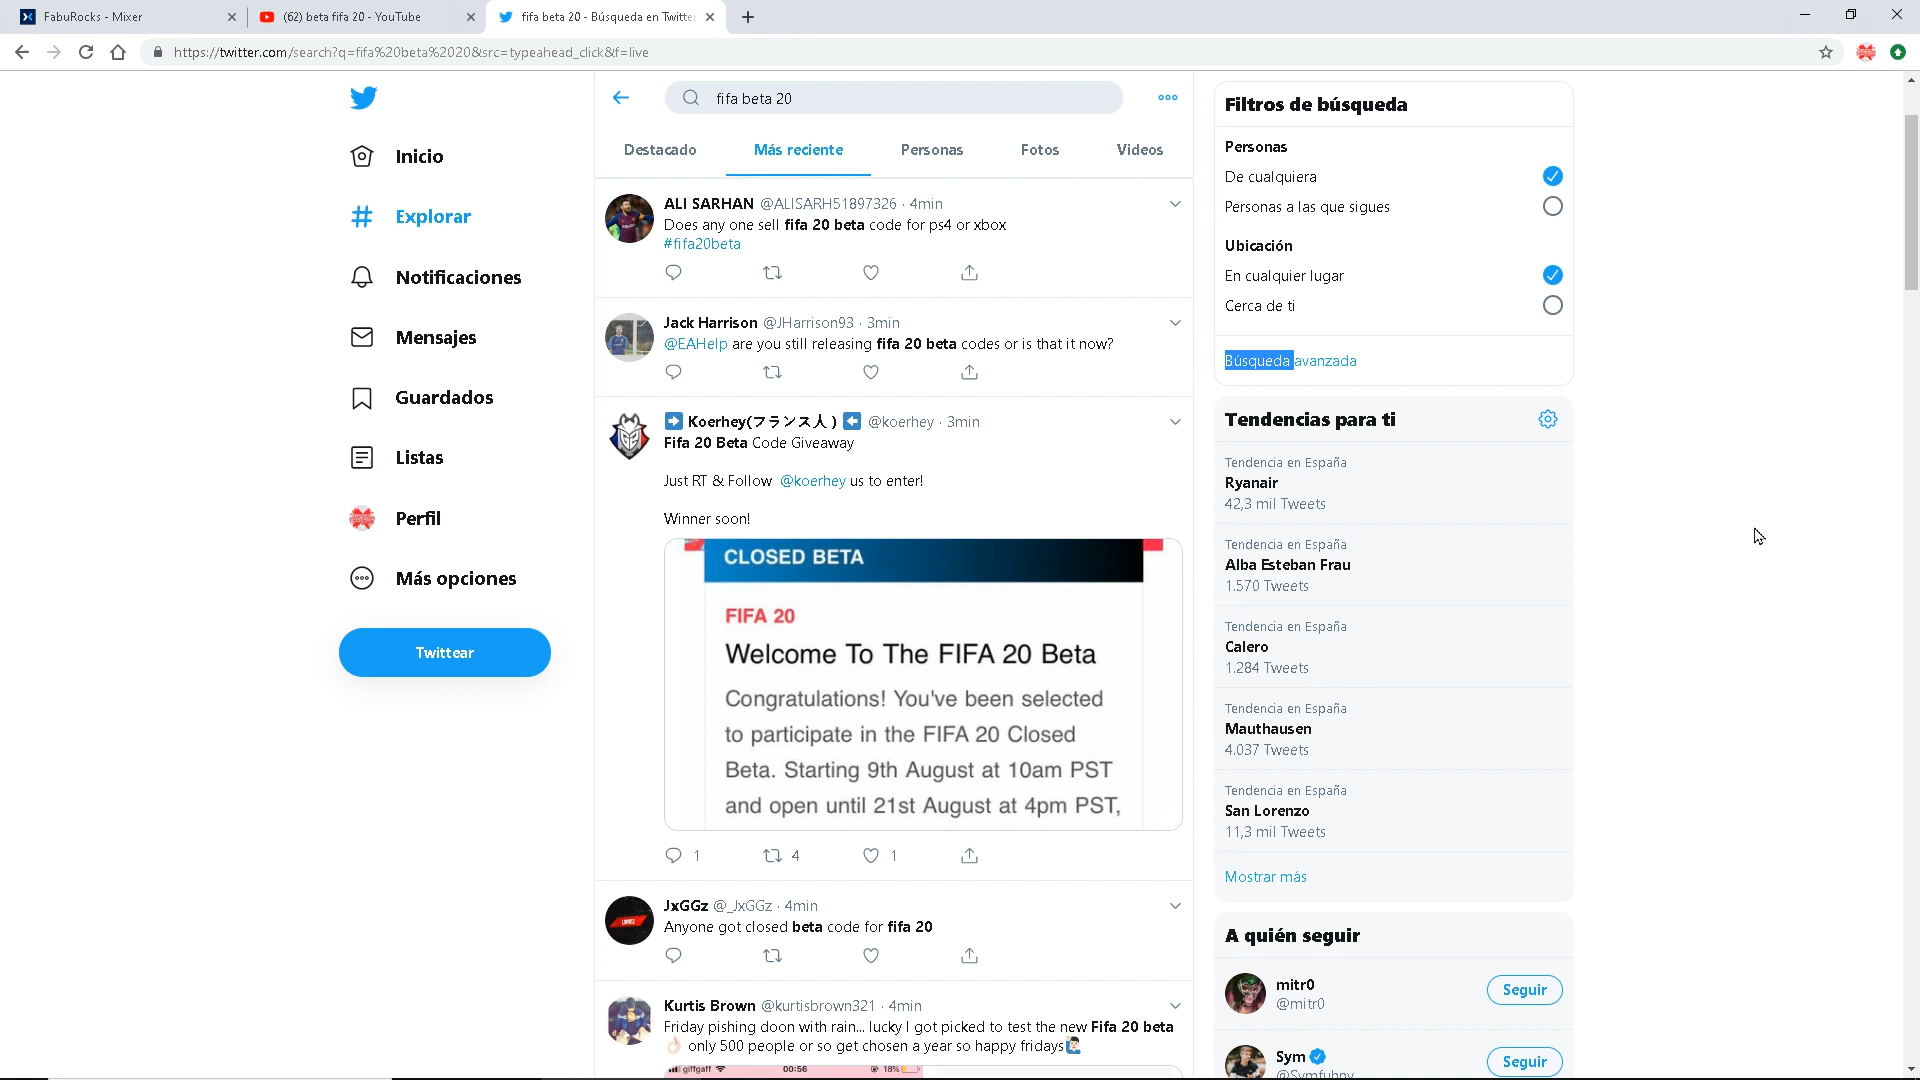 FabuRocks - Mixer
(62) beta fifa 20 - YouTube
fifa beta 20 - Búsqueda en Twitter
https://twitter.com/search?q=fifa%20beta%2020&src=typeahead_click&f=live
Inicio
Explorar
Notificaciones
Mensajes
Guardados
Listas
Perfil
Más opciones
Twittear
fifa beta 20
Destacado Más reciente Personas Fotos Videos
ALI SARHAN @ALISARH51897326 · 4min
Does any one sell fifa 20 beta code for ps4 or xbox
#fifa20beta
Jack Harrison @JHarrison93 · 3min
@EAHelp are you still releasing fifa 20 beta codes or is that it now?
➡ Koerhey(フランス人 ) ⬅ @koerhey · 3min
Fifa 20 Beta Code Giveaway
Just RT & Follow @koerhey us to enter!
Winner soon!
CLOSED BETA
FIFA 20
Welcome To The FIFA 20 Beta
Congratulations! You've been selected
to participate in the FIFA 20 Closed
Beta. Starting 9th August at 10am PST
and open until 21st August at 4pm PST,
1 4 1
JxGGz @_JxGGz · 4min
Anyone got closed beta code for fifa 20
Kurtis Brown @kurtisbrown321 · 4min
Friday pishing doon with rain... lucky I got picked to test the new Fifa 20 beta
👌🏻 only 500 people or so get chosen a year so happy fridays🙋🏻‍♂️
giffgaff 00:56 18%
Filtros de búsqueda
Personas
De cualquiera
Personas a las que sigues
Ubicación
En cualquier lugar
Cerca de ti
Búsqueda avanzada
Tendencias para ti
Tendencia en España
Ryanair
42,3 mil Tweets
Tendencia en España
Alba Esteban Frau
1.570 Tweets
Tendencia en España
Calero
1.284 Tweets
Tendencia en España
Mauthausen
4.037 Tweets
Tendencia en España
San Lorenzo
11,3 mil Tweets
Mostrar más
A quién seguir
mitr0
@mitr0
Seguir
Sym
@Symfuhny
Seguir